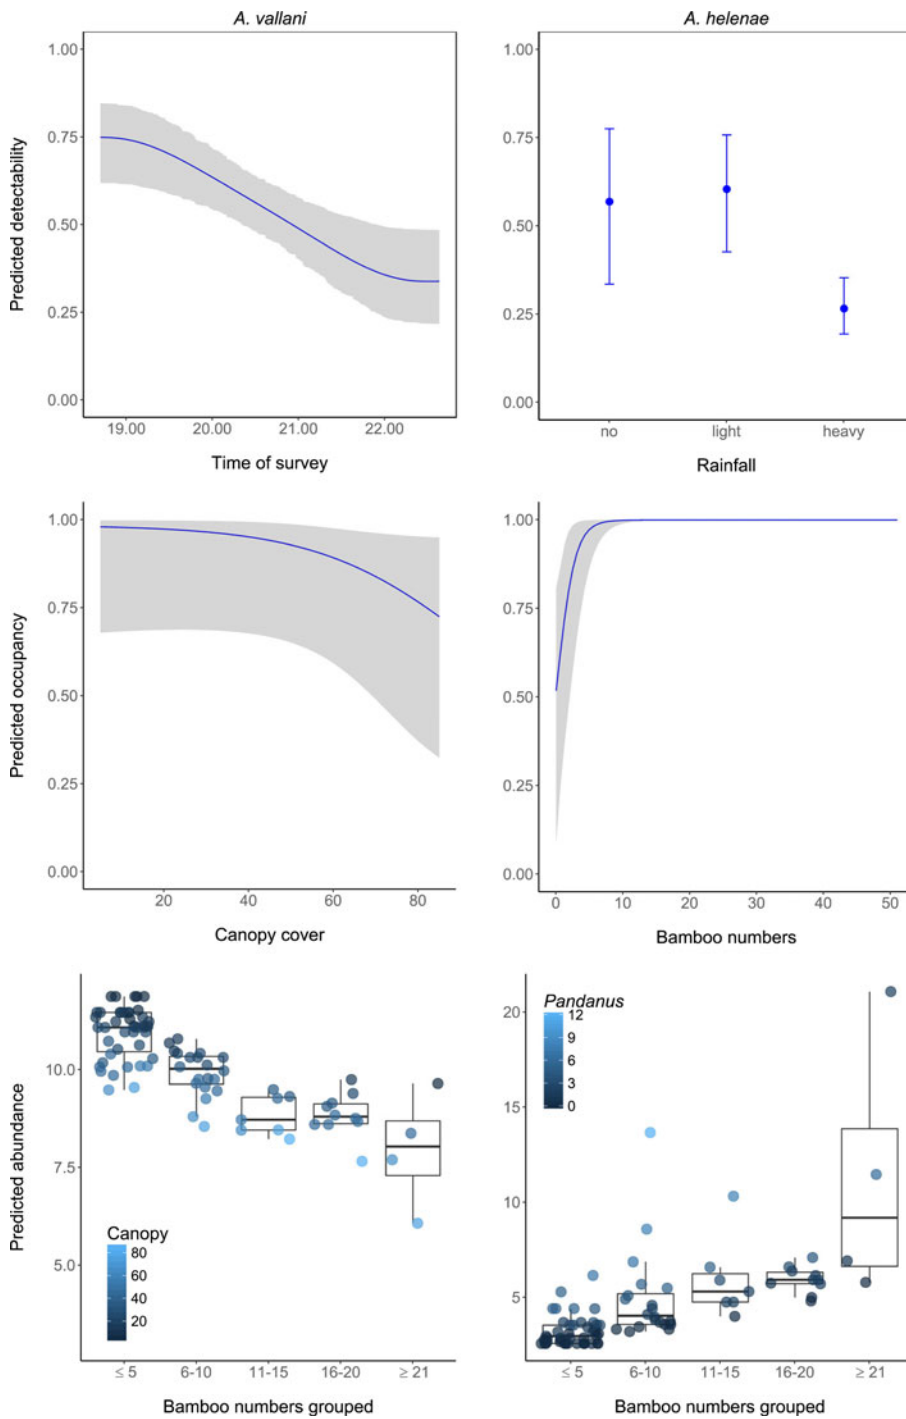 A. vallani
A. helenae
Predicted detectability
1.00
0.75
0.50
0.25
0.00
19.00 20.00 21.00 22.00
Time of survey
1.00
0.75
0.50
0.25
0.00
no light heavy
Rainfall
Predicted occupancy
1.00
0.75
0.50
0.25
0.00
20 40 60 80
Canopy cover
1.00
0.75
0.50
0.25
0.00
0 10 20 30 40 50
Bamboo numbers
Predicted abundance
10.0
7.5
5.0
Canopy
80
60
40
20
≤ 5 6-10 11-15 16-20 ≥ 21
Bamboo numbers grouped
20
15
10
5
Pandanus
12
9
6
3
0
≤ 5 6-10 11-15 16-20 ≥ 21
Bamboo numbers grouped